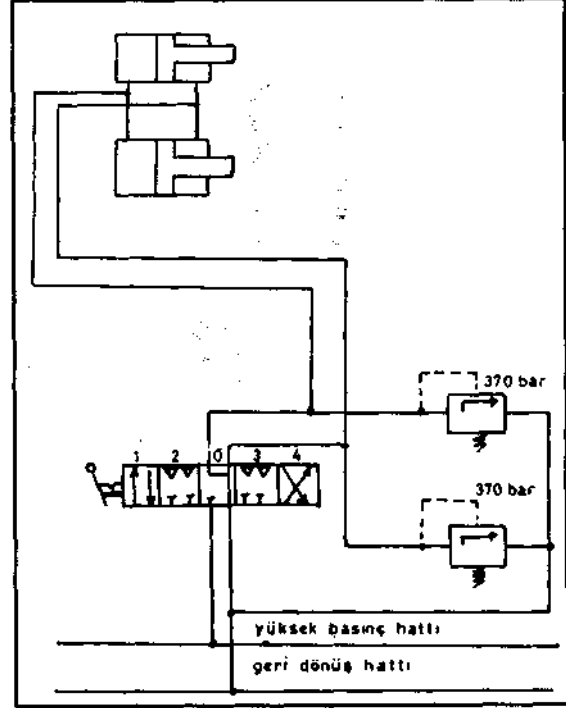 370 bar
1 2 0 3 4
370 bar
yüksek basınç hattı
geri dönüş hattı